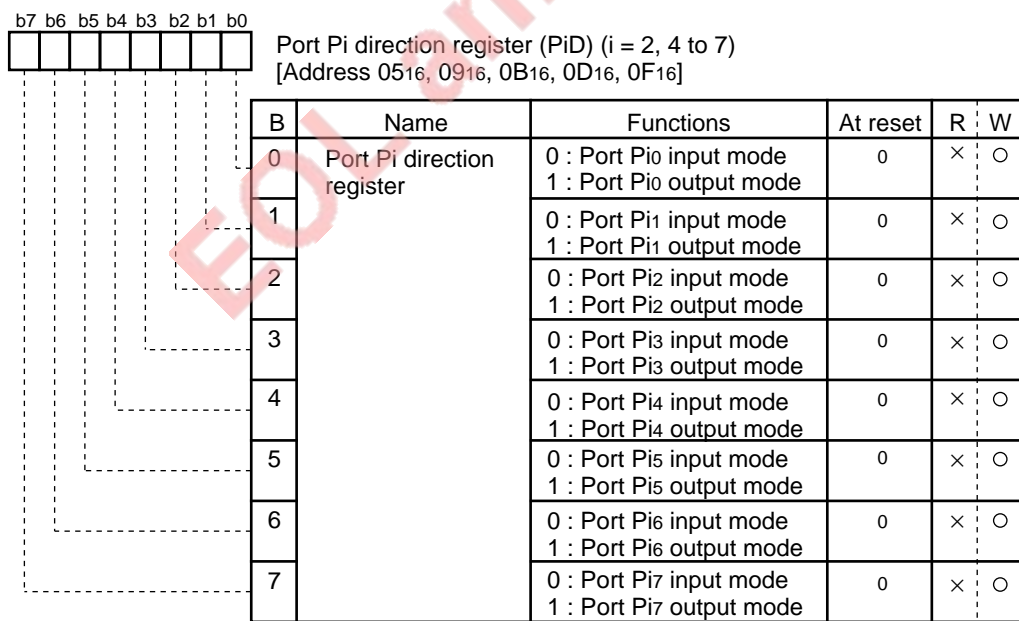 b7 b6 b5 b4 b3 b2 b1 b0
Port Pi direction register (PiD) (i = 2, 4 to 7)
[Address 0516, 0916, 0B16, 0D16, 0F16]
B Name Functions At reset R W
0 Port Pi direction register 0 : Port Pi0 input mode 0 × ○
1 : Port Pi0 output mode
1 0 : Port Pi1 input mode 0 × ○
1 : Port Pi1 output mode
2 0 : Port Pi2 input mode 0 × ○
1 : Port Pi2 output mode
3 0 : Port Pi3 input mode 0 × ○
1 : Port Pi3 output mode
4 0 : Port Pi4 input mode 0 × ○
1 : Port Pi4 output mode
5 0 : Port Pi5 input mode 0 × ○
1 : Port Pi5 output mode
6 0 : Port Pi6 input mode 0 × ○
1 : Port Pi6 output mode
7 0 : Port Pi7 input mode 0 × ○
1 : Port Pi7 output mode
EOL